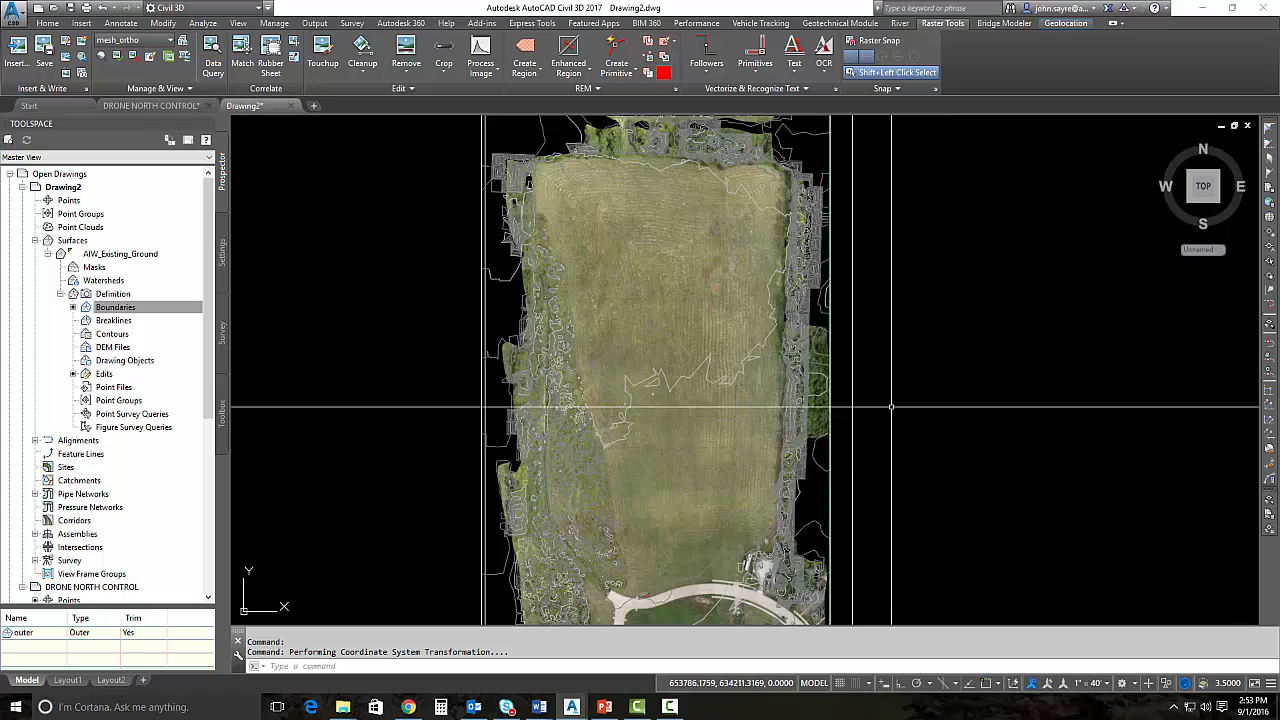 Civil 3D
Autodesk AutoCAD Civil 3D 2017   Drawing2.dwg
Type a keyword or phrase
john.sayre@a...
Home Insert Annotate Modify Analyze View Manage Output Survey Autodesk 360 Help Add-ins Express Tools Featured Apps BIM 360 Performance Vehicle Tracking Geotechnical Module River Raster Tools Bridge Modeler Geolocation
mesh_ortho
Raster Snap
Shift+Left Click Select
Insert... Save Data Query Match Rubber Sheet Touchup Cleanup Remove Crop Process Image Create Region Enhanced Region Create Primitive Followers Primitives Text OCR
Insert & Write Manage & View Correlate Edit REM Vectorize & Recognize Text Snap
Start DRONE NORTH CONTROL* Drawing2*
TOOLSPACE
Master View
Open Drawings
Drawing2
Points
Point Groups
Point Clouds
Surfaces
AIW_Existing_Ground
Masks
Watersheds
Definition
Boundaries
Breaklines
Contours
DEM Files
Drawing Objects
Edits
Point Files
Point Groups
Point Survey Queries
Figure Survey Queries
Alignments
Feature Lines
Sites
Catchments
Pipe Networks
Pressure Networks
Corridors
Assemblies
Intersections
Survey
View Frame Groups
DRONE NORTH CONTROL
Points
Name Type Trim
outer Outer Yes
Prospector
Settings
Survey
Toolbox
N
W TOP E
S
Unnamed
Y
X
Command:
Command: Performing Coordinate System Transformation....
Type a command
Model Layout1 Layout2 +
653786.1759, 634211.3169, 0.0000 MODEL 1" = 40' 3.5000
I'm Cortana. Ask me anything.
2:53 PM
9/1/2016